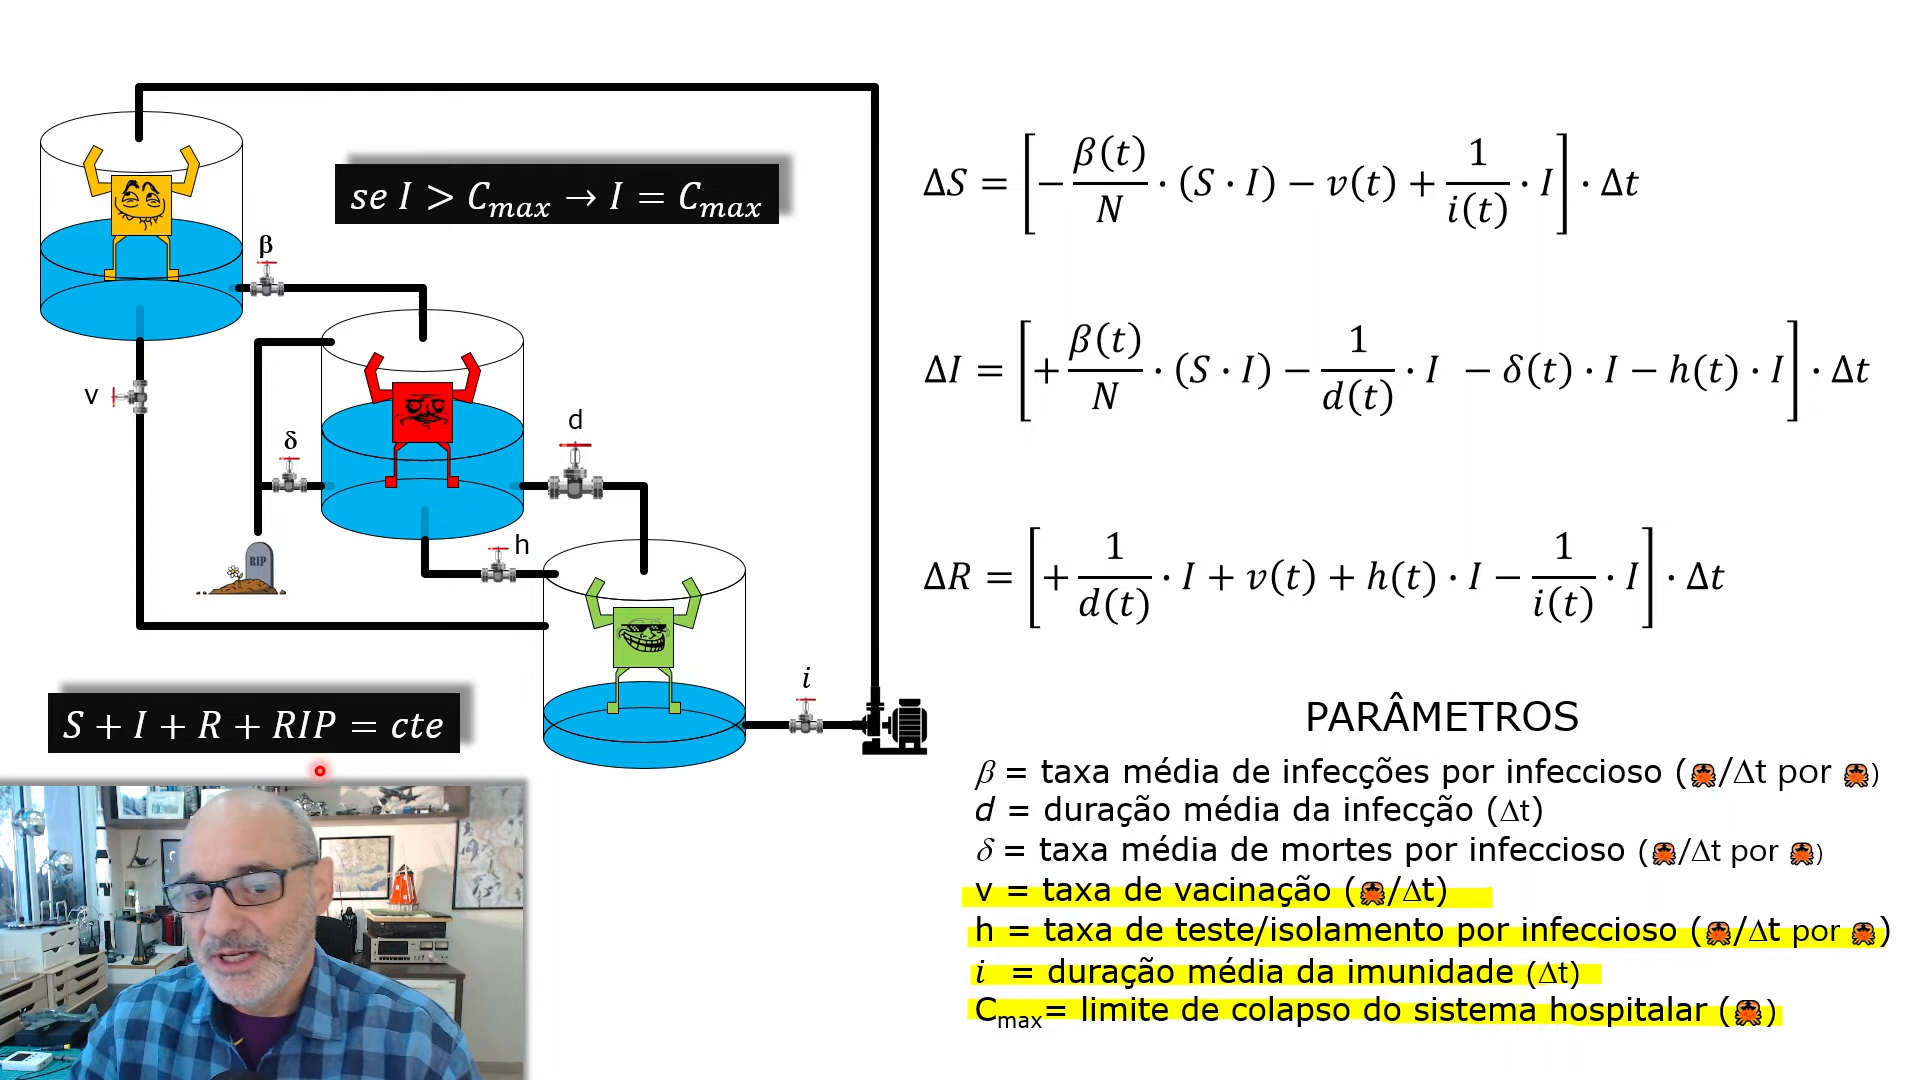 se I > Cmax → I = Cmax
β
v
δ
d
h
RIP
i
S + I + R + RIP = cte
ΔS = [−β(t)/N · (S · I) − v(t) + 1/i(t) · I] · Δt
ΔI = [+β(t)/N · (S · I) − 1/d(t) · I − δ(t) · I − h(t) · I] · Δt
ΔR = [+1/d(t) · I + v(t) + h(t) · I − 1/i(t) · I] · Δt
PARÂMETROS
β = taxa média de infecções por infeccioso (/Δt por )
d = duração média da infecção (Δt)
δ = taxa média de mortes por infeccioso (/Δt por )
v = taxa de vacinação (/Δt)
h = taxa de teste/isolamento por infeccioso (/Δt por )
i = duração média da imunidade (Δt)
Cmax= limite de colapso do sistema hospitalar ()